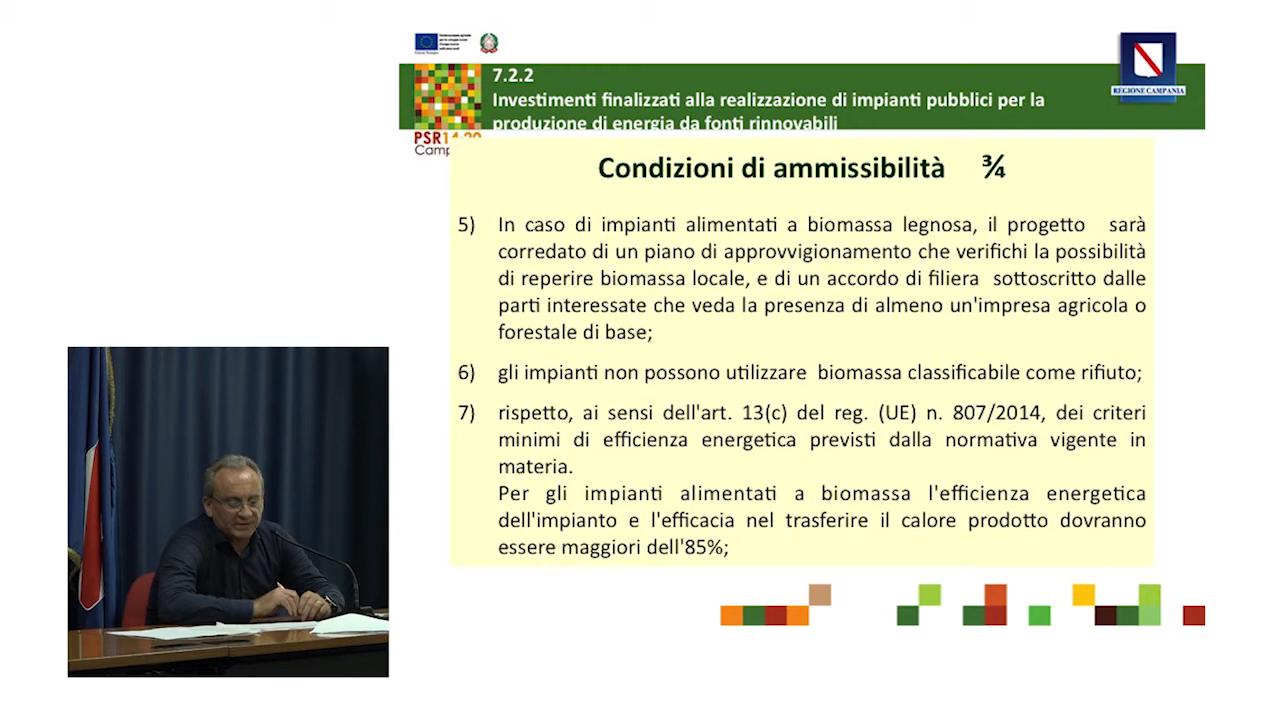 7.2.2
Investimenti finalizzati alla realizzazione di impianti pubblici per la
produzione di energia da fonti rinnovabili
REGIONE CAMPANIA
PSR14-20
Camp
Condizioni di ammissibilità ¾
5) In caso di impianti alimentati a biomassa legnosa, il progetto sarà
corredato di un piano di approvvigionamento che verifichi la possibilità
di reperire biomassa locale, e di un accordo di filiera sottoscritto dalle
parti interessate che veda la presenza di almeno un'impresa agricola o
forestale di base;
6) gli impianti non possono utilizzare biomassa classificabile come rifiuto;
7) rispetto, ai sensi dell'art. 13(c) del reg. (UE) n. 807/2014, dei criteri
minimi di efficienza energetica previsti dalla normativa vigente in
materia.
Per gli impianti alimentati a biomassa l'efficienza energetica
dell'impianto e l'efficacia nel trasferire il calore prodotto dovranno
essere maggiori dell'85%;